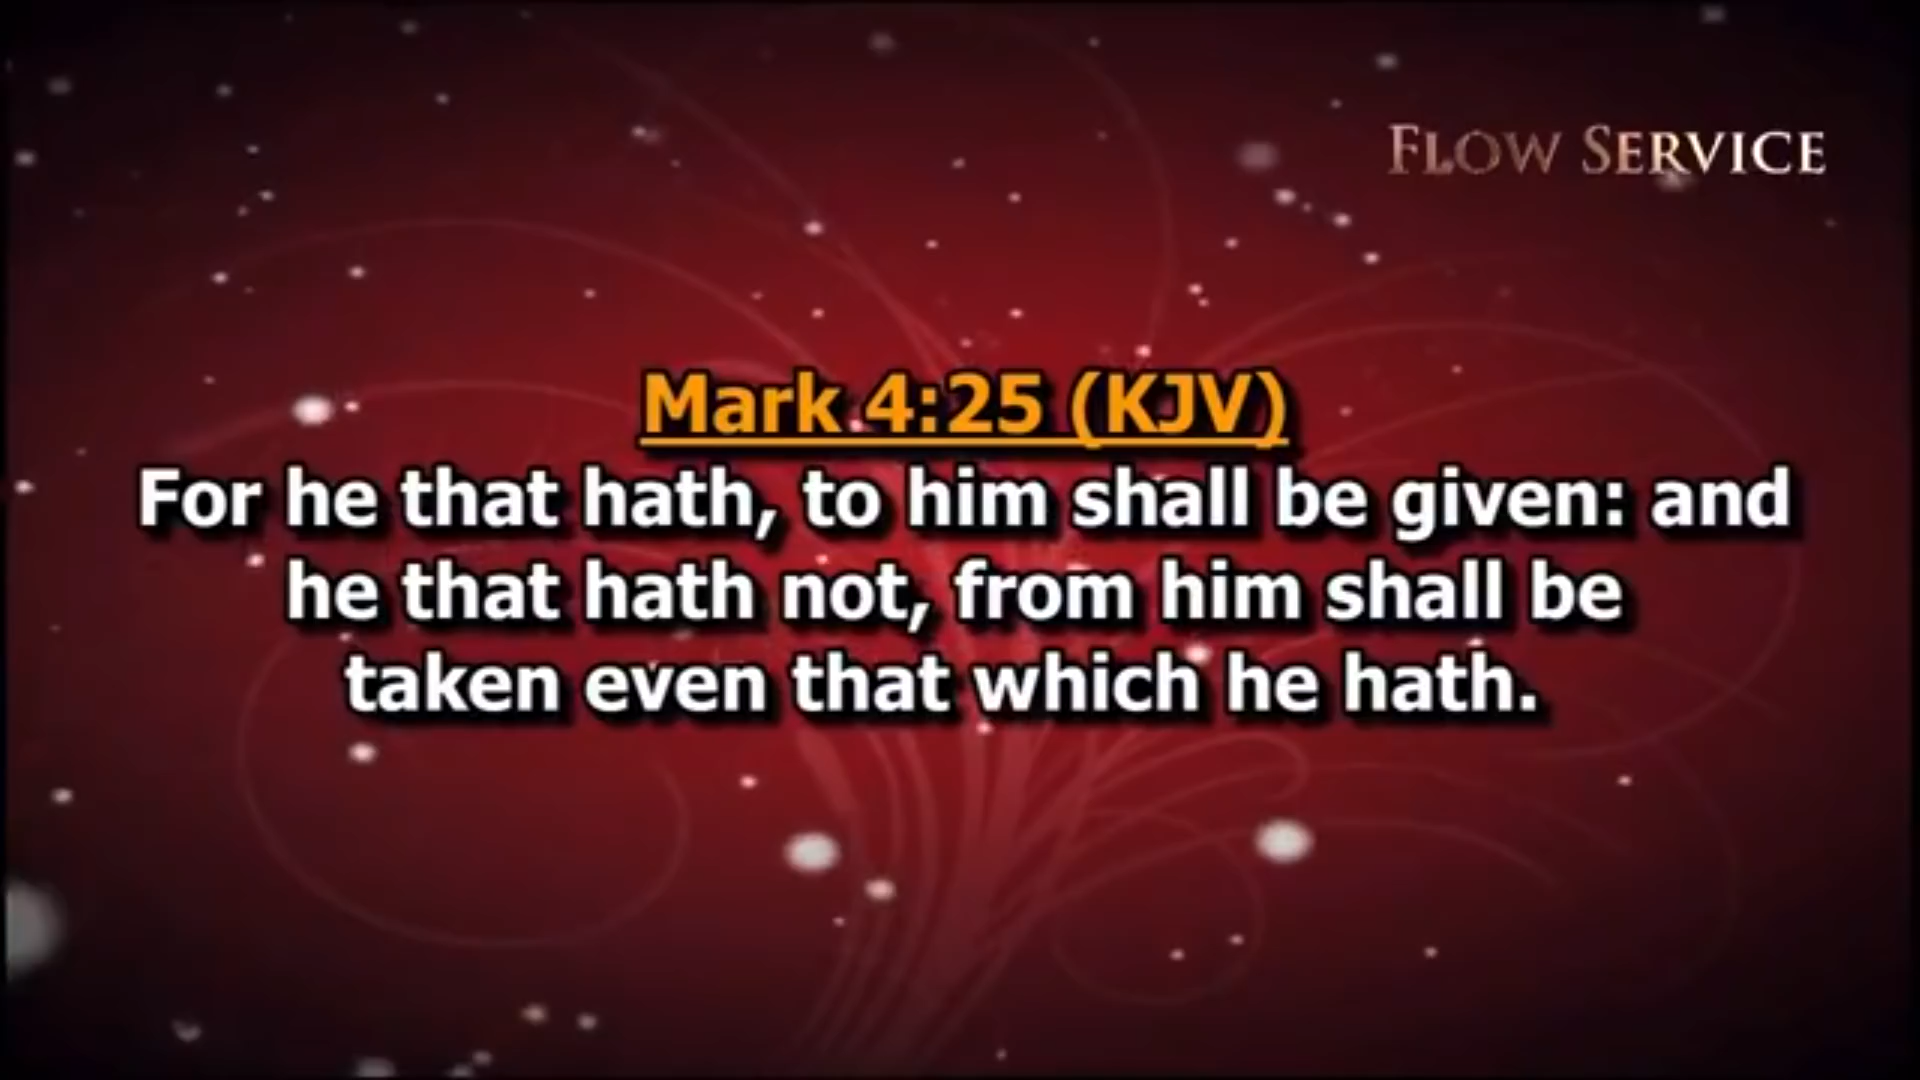 FLOW SERVICE
Mark 4:25 (KJV)
For he that hath, to him shall be given: and
he that hath not, from him shall be
taken even that which he hath.